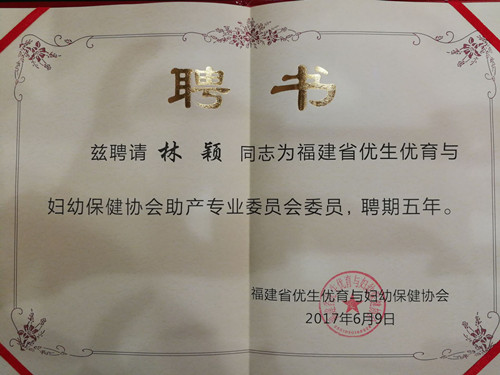 聘书
兹聘请 林颖 同志为福建省优生优育与
妇幼保健协会助产专业委员会委员，聘期五年。
福建省优生优育与妇幼保健协会
2017年6月9日